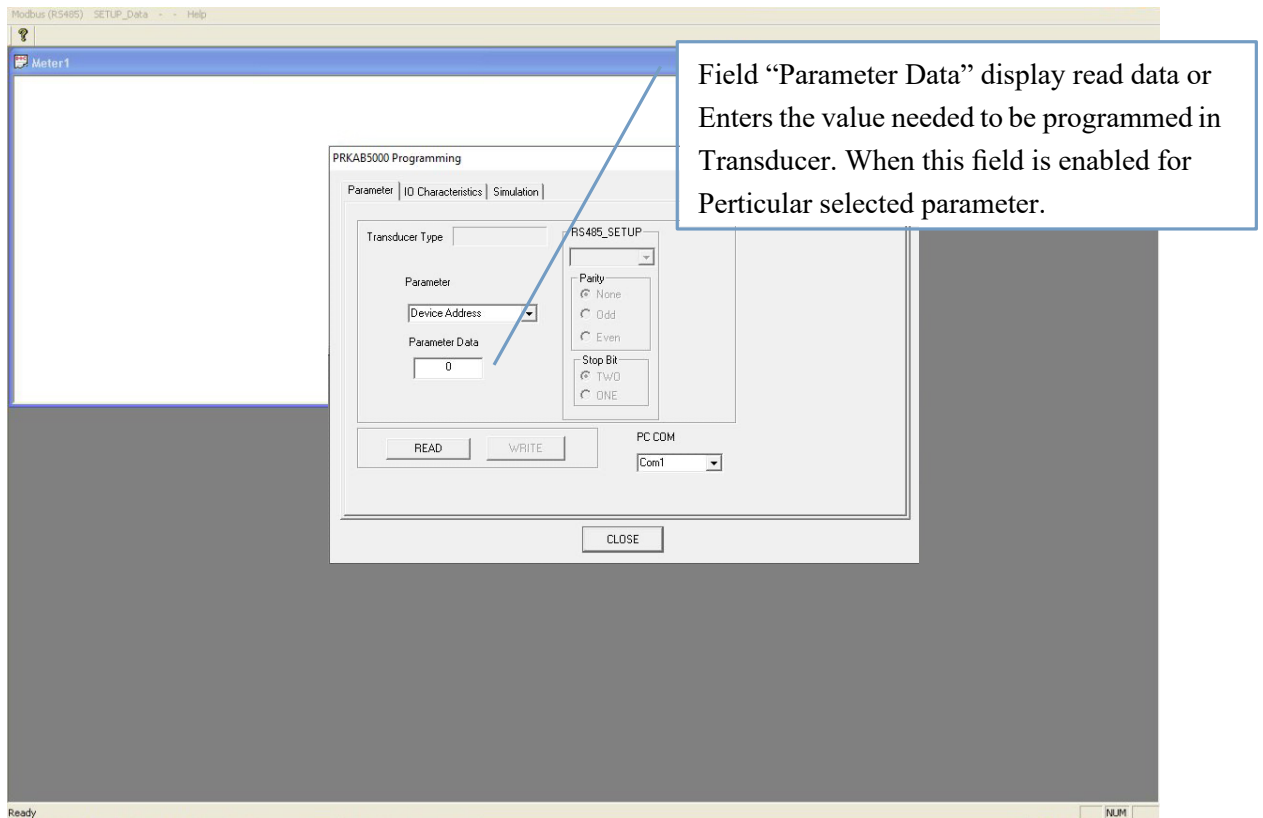 Modbus (RS485) SETUP_Data - - Help
Meter1
Field “Parameter Data” display read data or
Enters the value needed to be programmed in
Transducer. When this field is enabled for
Perticular selected parameter.
PRKAB5000 Programming
Parameter IO Characteristics Simulation
Transducer Type
RS485_SETUP
Parameter
Device Address
Parameter Data
0
Parity
None
Odd
Even
Stop Bit
TWO
ONE
READ WRITE
PC COM
Com1
CLOSE
Ready NUM